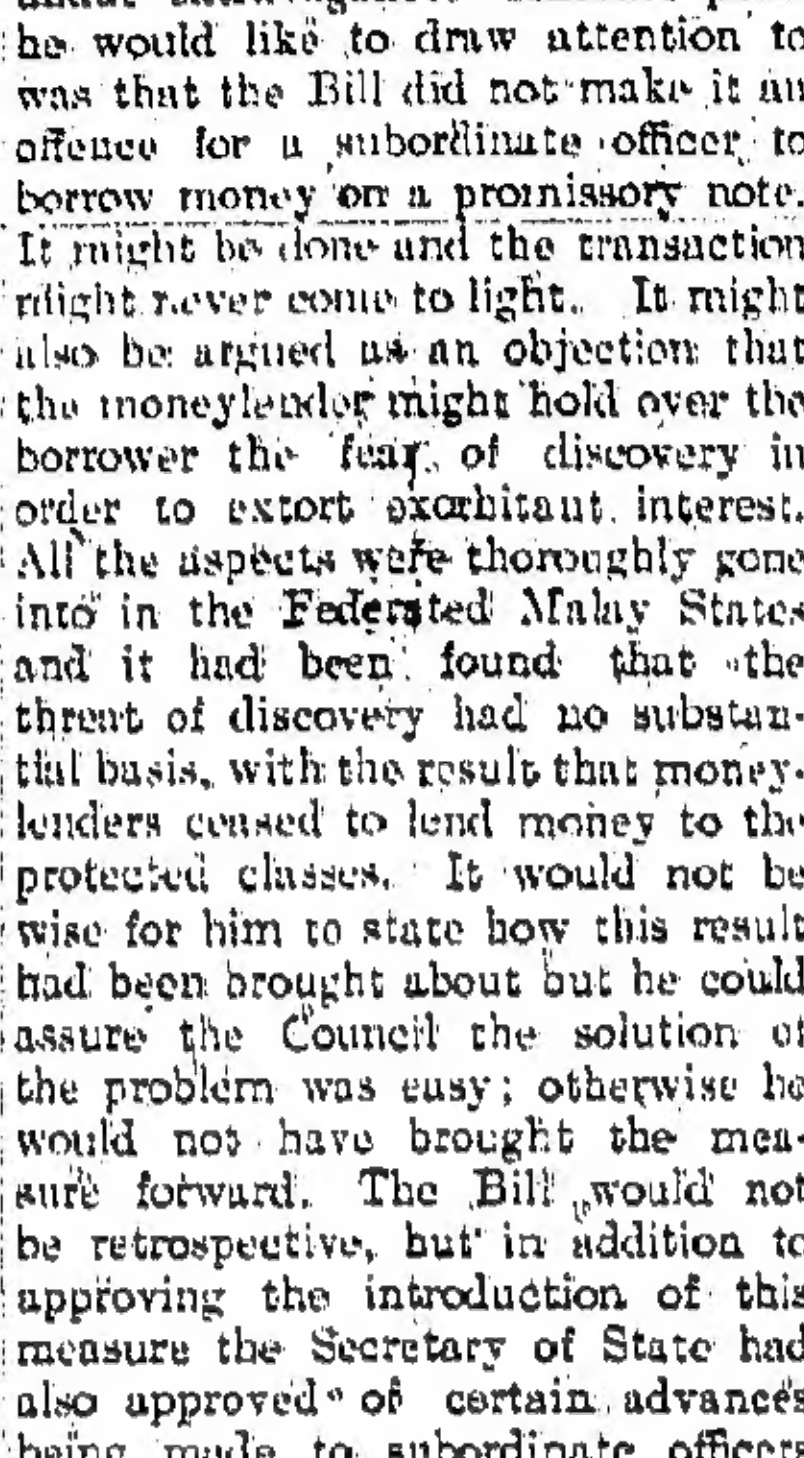 he would like to draw attention to
was that the Bill did not make it an
offence for a subordinate officer to
borrow money on a promissory note.
It might be done and the transaction
might never come to light. It might
also be argued as an objection that
the moneylender might hold over the
borrower the fear of discovery in
order to extort exorbitant interest.
All the aspects were thoroughly gone
into in the Federated Malay States
and it had been found that the
threat of discovery had no substan-
tial basis, with the result that money-
lenders ceased to lend money to the
protected classes. It would not be
wise for him to state how this result
had been brought about but he could
assure the Council the solution of
the problem was easy; otherwise he
would not have brought the mea-
sure forward. The Bill would not
be retrospective, but in addition to
approving the introduction of this
measure the Secretary of State had
also approved of certain advances
being made to subordinate officers